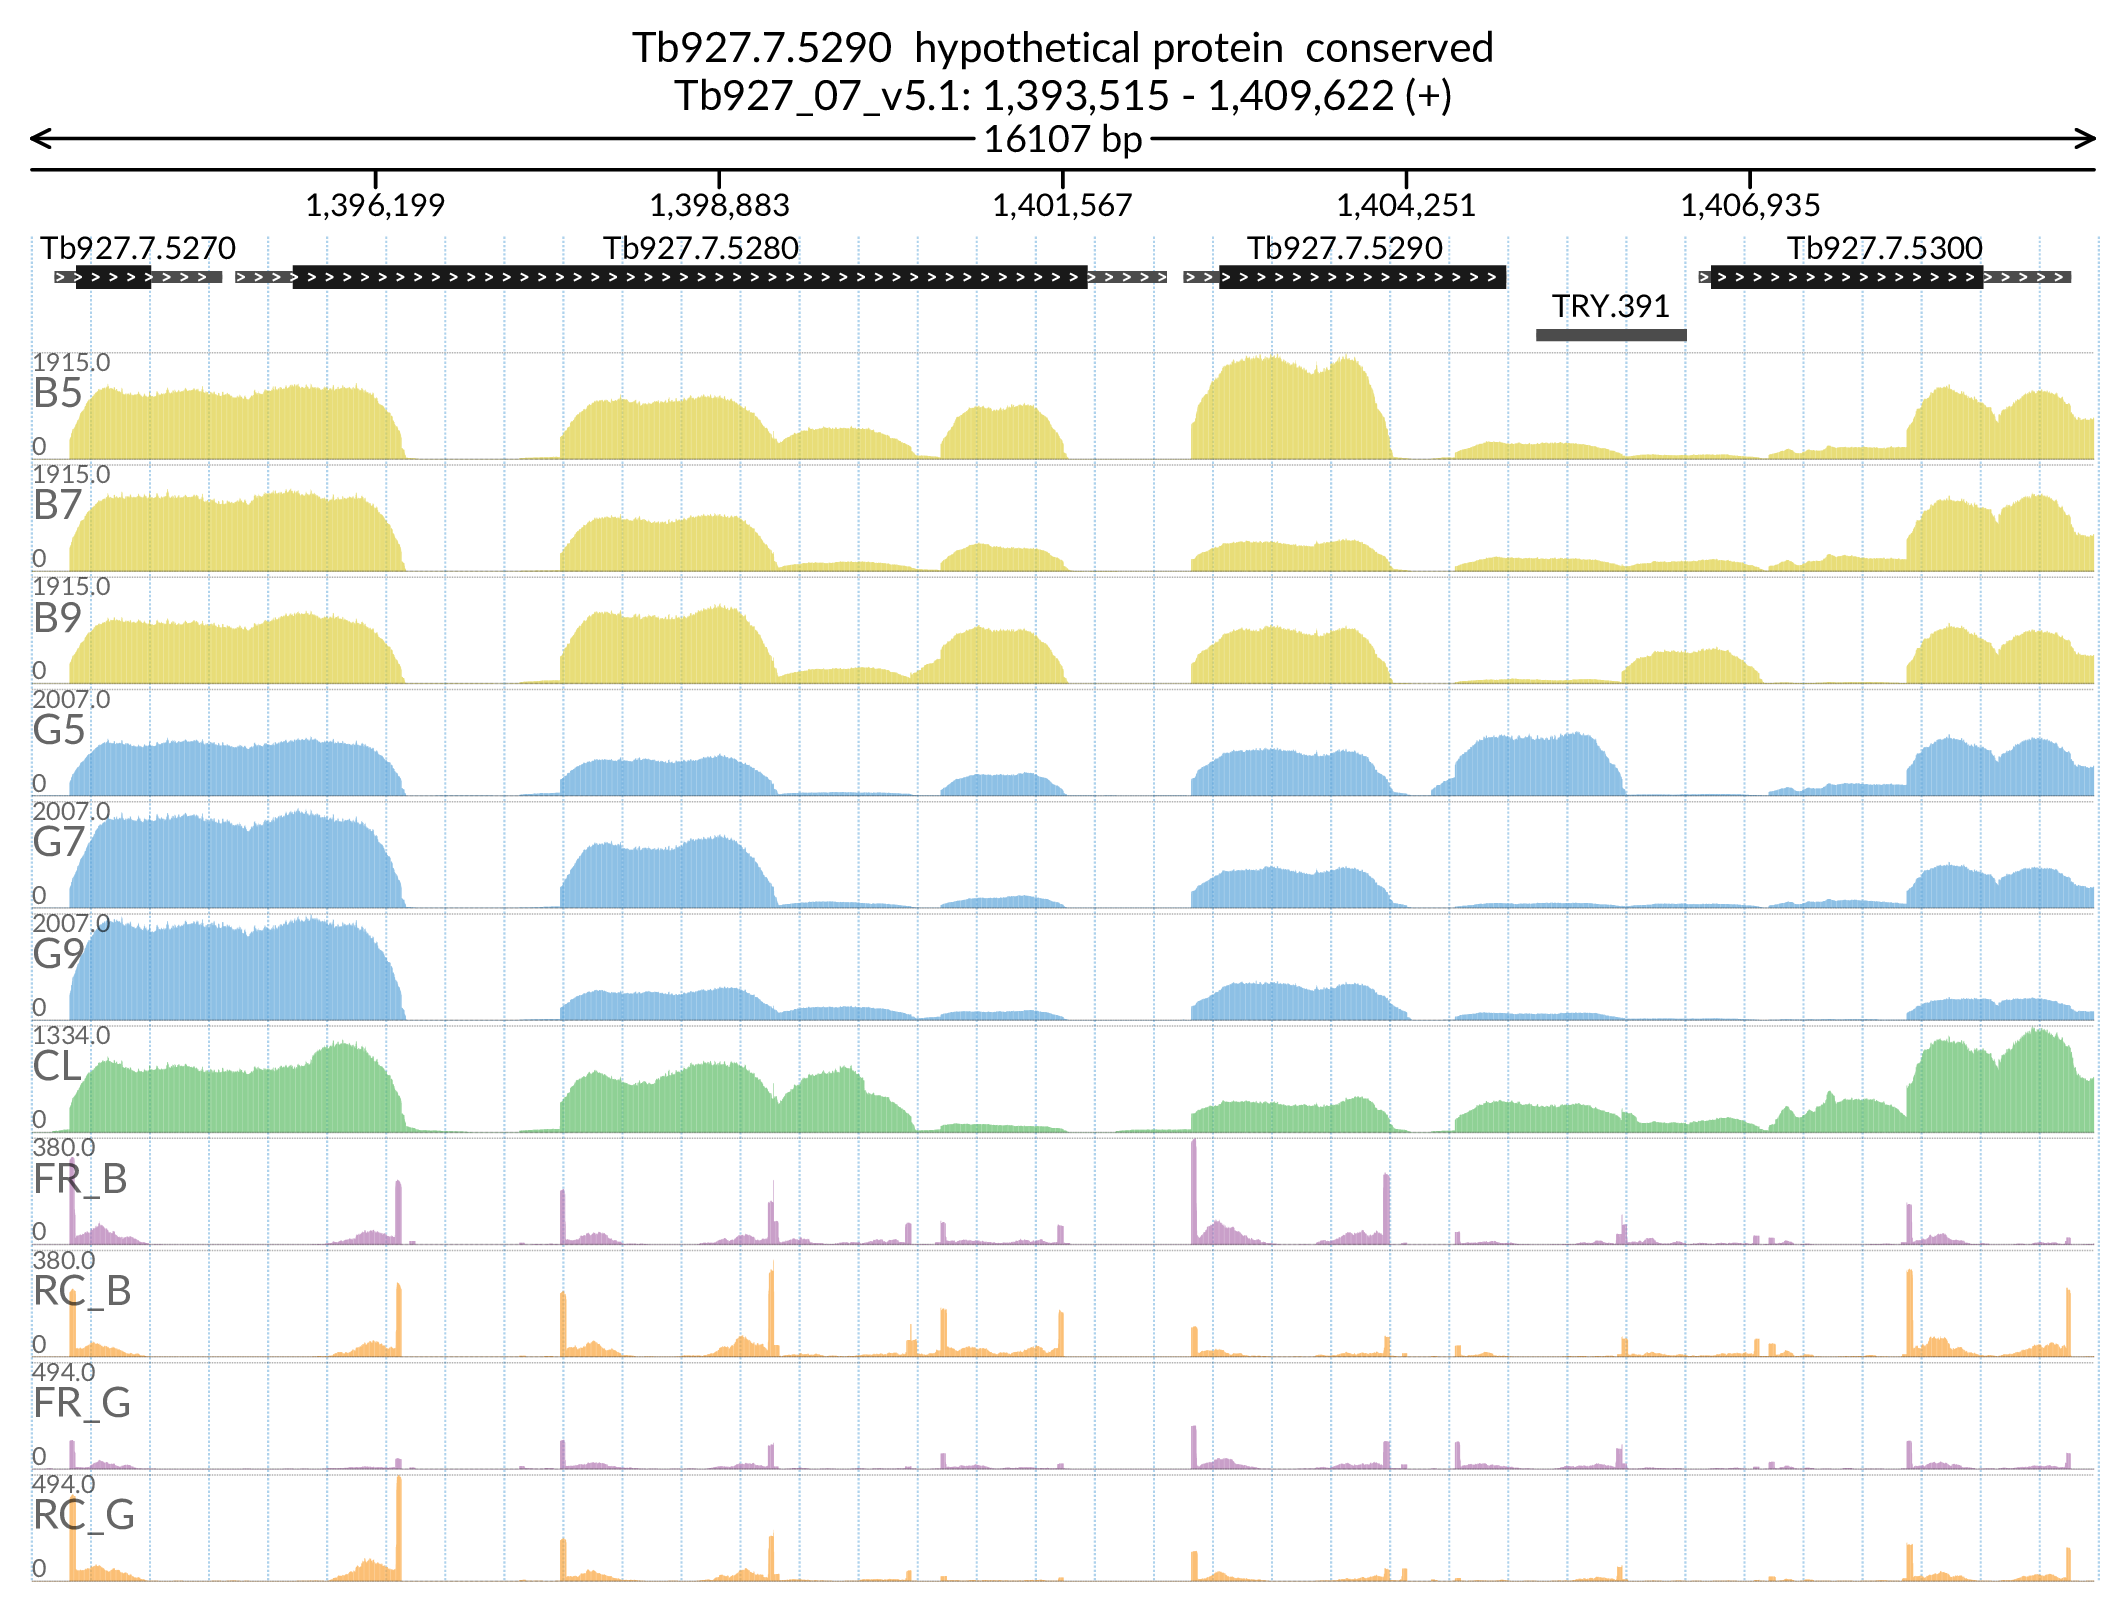 Tb927.7.5290  hypothetical protein  conserved
Tb927_07_v5.1: 1,393,515 - 1,409,622 (+)
16107 bp
1,396,199 1,398,883 1,401,567 1,404,251 1,406,935
Tb927.7.5270 Tb927.7.5280 Tb927.7.5290 Tb927.7.5300
TRY.391
1915.0
B5
0
1915.0
B7
0
1915.0
B9
0
2007.0
G5
0
2007.0
G7
0
2007.0
G9
0
1334.0
CL
0
380.0
FR_B
0
380.0
RC_B
0
494.0
FR_G
0
494.0
RC_G
0